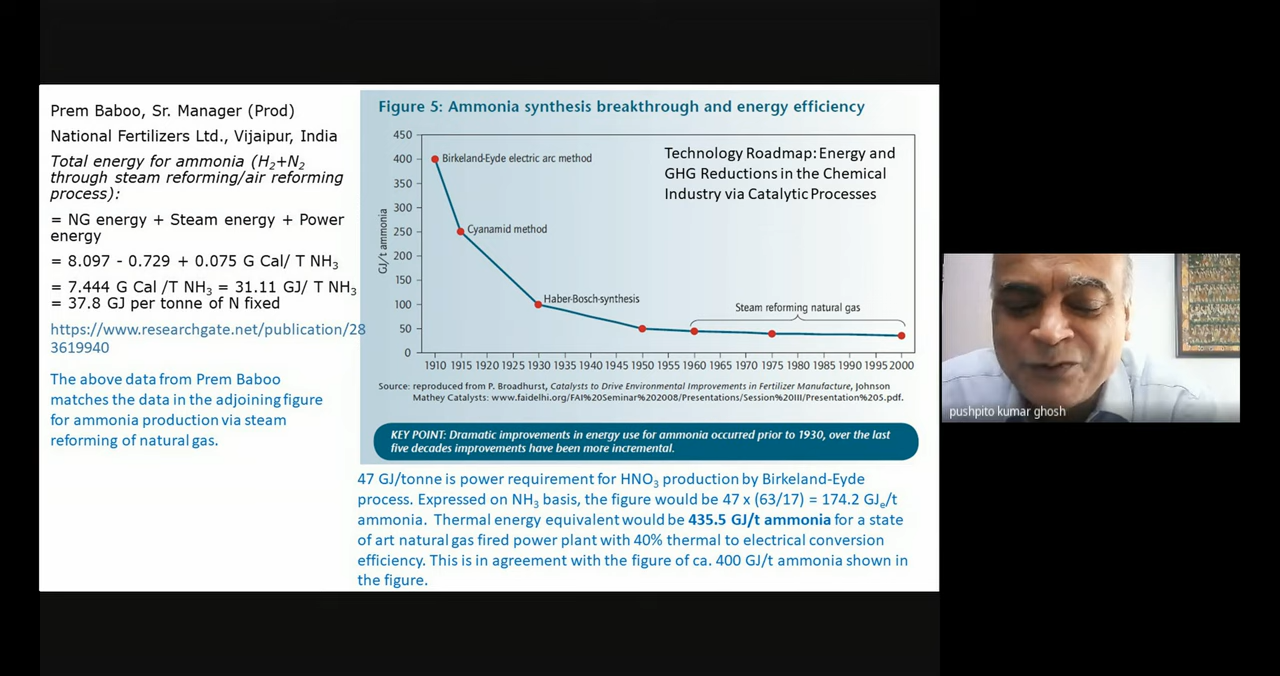 Prem Baboo, Sr. Manager (Prod)
National Fertilizers Ltd., Vijaipur, India
Total energy for ammonia (H2+N2
through steam reforming/air reforming
process):
= NG energy + Steam energy + Power
energy
= 8.097 - 0.729 + 0.075 G Cal/ T NH3
= 7.444 G Cal /T NH3 = 31.11 GJ/ T NH3
= 37.8 GJ per tonne of N fixed
https://www.researchgate.net/publication/28
3619940
The above data from Prem Baboo
matches the data in the adjoining figure
for ammonia production via steam
reforming of natural gas.
Figure 5: Ammonia synthesis breakthrough and energy efficiency
GJ/t ammonia
450
400
350
300
250
200
150
100
50
0
Birkeland-Eyde electric arc method
Cyanamid method
Haber-Bosch-synthesis
Steam reforming natural gas
Technology Roadmap: Energy and
GHG Reductions in the Chemical
Industry via Catalytic Processes
1910 1915 1920 1925 1930 1935 1940 1945 1950 1955 1960 1965 1970 1975 1980 1985 1990 1995 2000
Source: reproduced from P. Broadhurst, Catalysts to Drive Environmental Improvements in Fertilizer Manufacture, Johnson
Mathey Catalysts: www.faidelhi.org/FAI%20Seminar%202008/Presentations/Session%20III/Presentation%205.pdf.
KEY POINT: Dramatic improvements in energy use for ammonia occurred prior to 1930, over the last
five decades improvements have been more incremental.
47 GJ/tonne is power requirement for HNO3 production by Birkeland-Eyde
process. Expressed on NH3 basis, the figure would be 47 x (63/17) = 174.2 GJe/t
ammonia. Thermal energy equivalent would be 435.5 GJ/t ammonia for a state
of art natural gas fired power plant with 40% thermal to electrical conversion
efficiency. This is in agreement with the figure of ca. 400 GJ/t ammonia shown in
the figure.
pushpito kumar ghosh